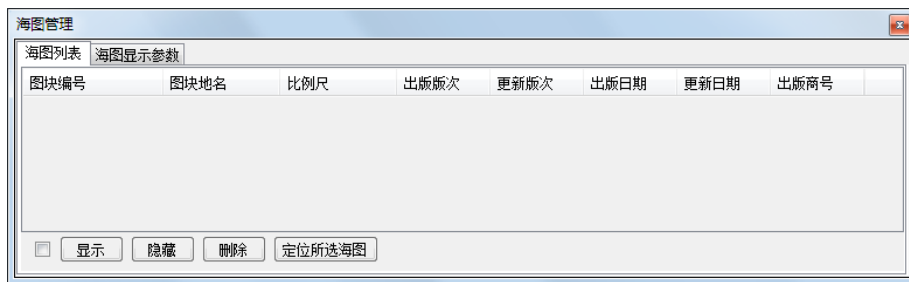 海图管理
海图列表 海图显示参数
图块编号 图块地名 比例尺 出版版次 更新版次 出版日期 更新日期 出版商号
显示 隐藏 删除 定位所选海图